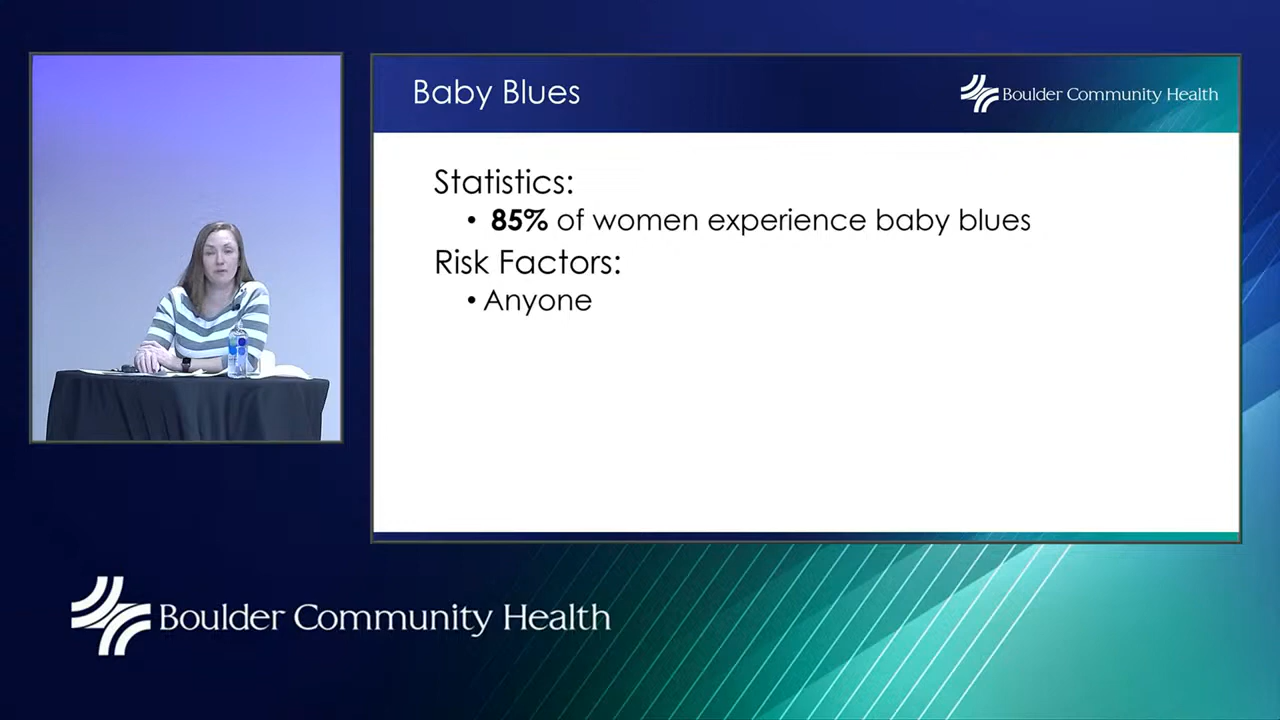 Baby Blues
Boulder Community Health
Statistics:
• 85% of women experience baby blues
Risk Factors:
• Anyone
Boulder Community Health